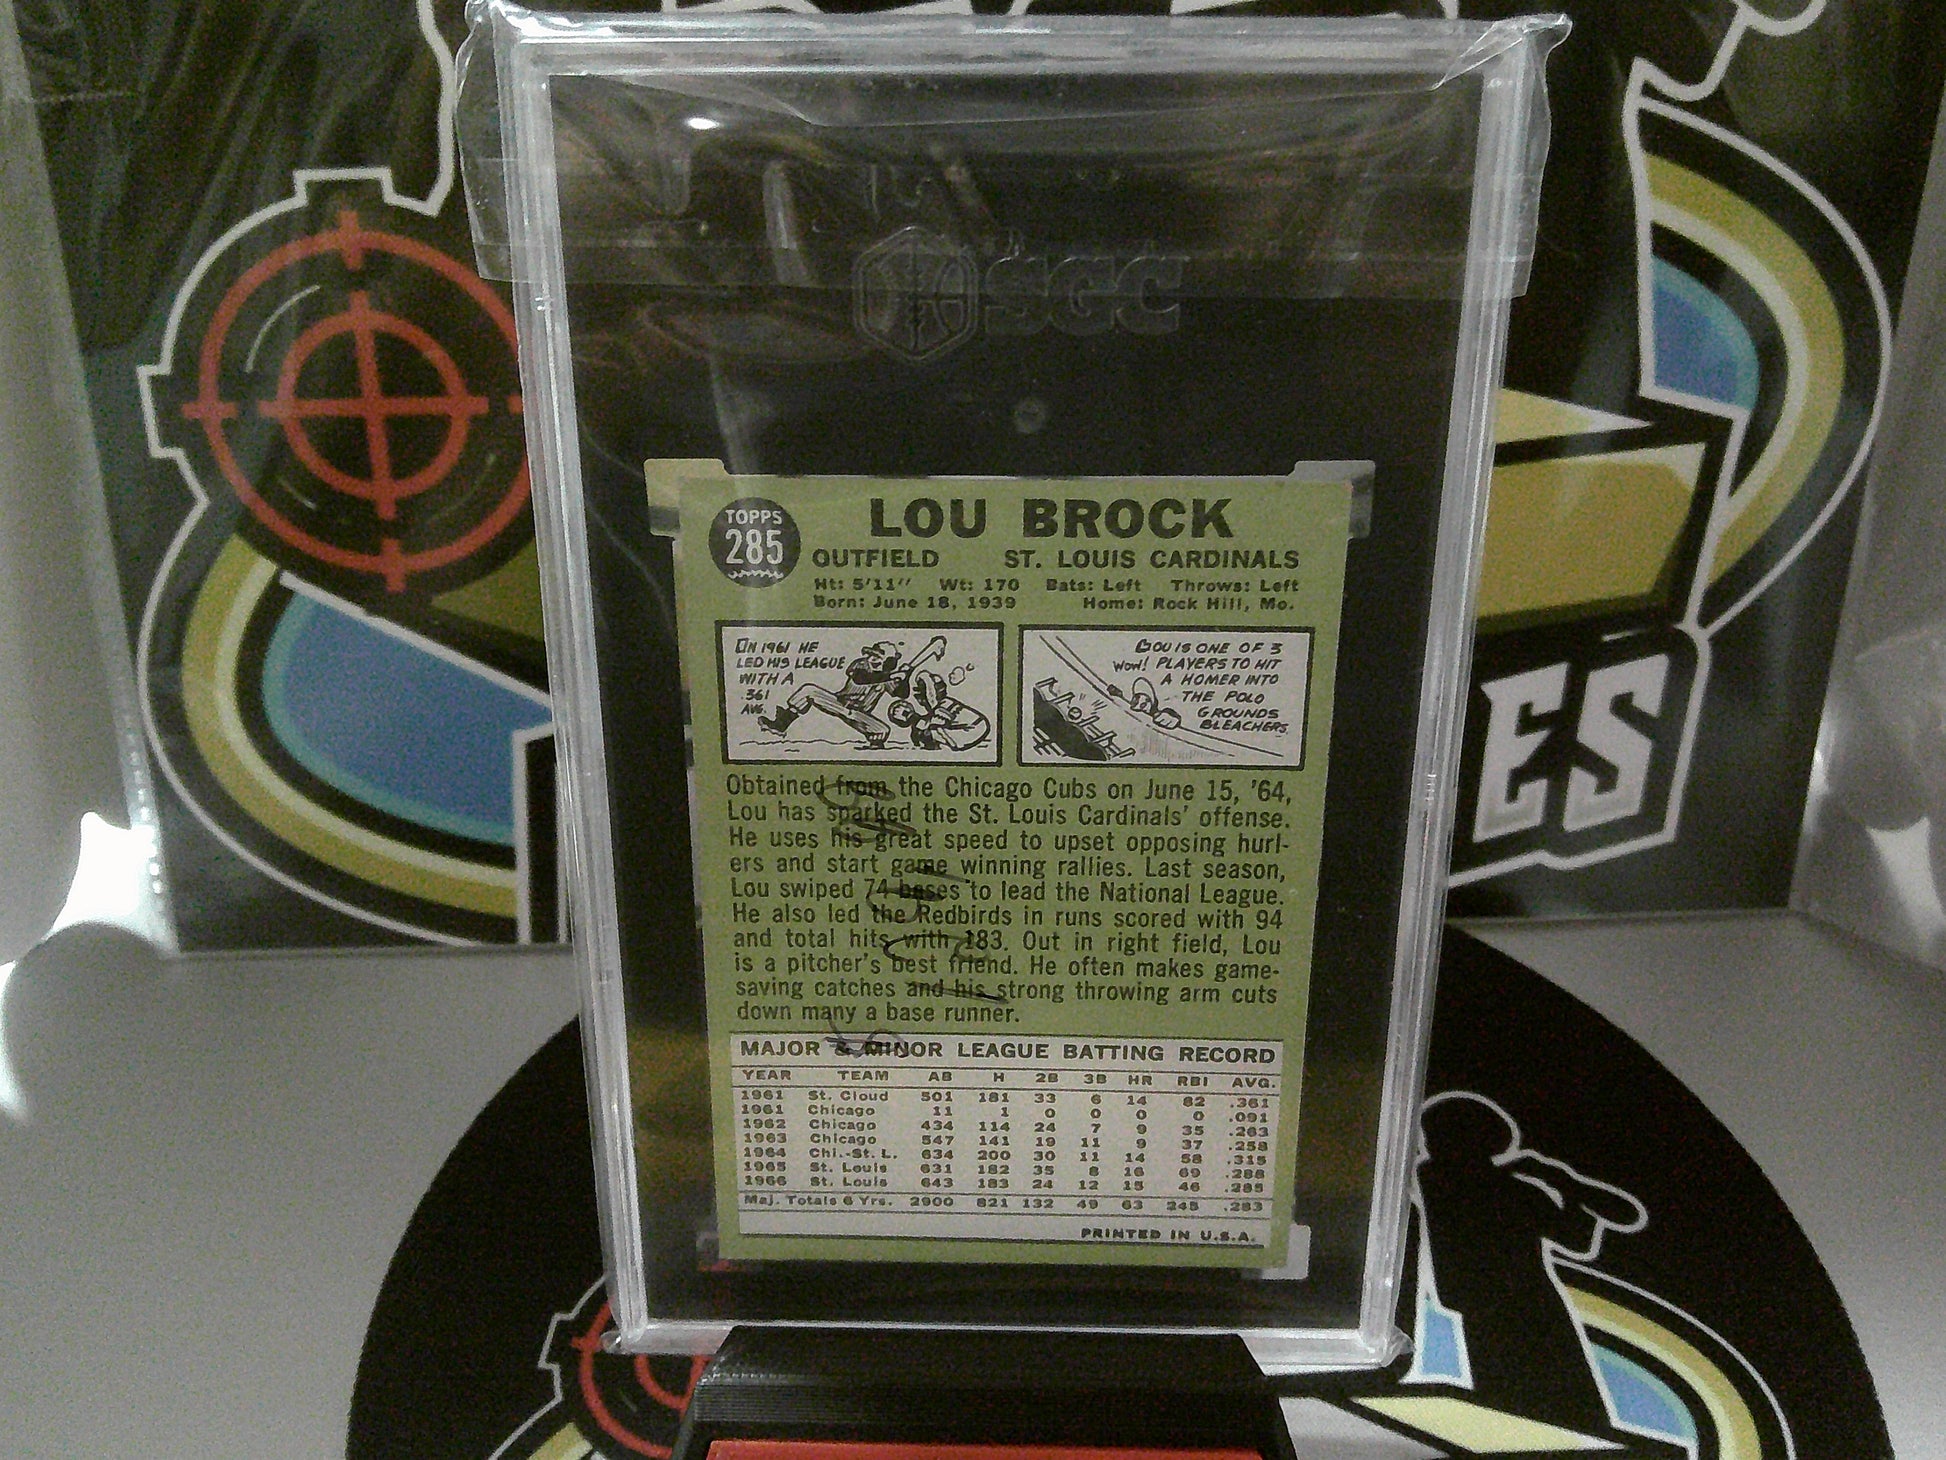 SGC
TOPPS
285
LOU BROCK
OUTFIELD ST. LOUIS CARDINALS
Ht: 5'11" Wt: 170 Bats: Left Throws: Left
Born: June 18, 1939 Home: Rock Hill, Mo.
IN 1961 HE
LED HIS LEAGUE
WITH A
.361
AVG.
LOU IS ONE OF 3
WOW! PLAYERS TO HIT
A HOMER INTO
THE POLO
GROUNDS
BLEACHERS.
Obtained from the Chicago Cubs on June 15, '64,
Lou has sparked the St. Louis Cardinals' offense.
He uses his great speed to upset opposing hurl-
ers and start game winning rallies. Last season,
Lou swiped 74 bases to lead the National League.
He also led the Redbirds in runs scored with 94
and total hits with 183. Out in right field, Lou
is a pitcher's best friend. He often makes game-
saving catches and his strong throwing arm cuts
down many a base runner.
MAJOR & MINOR LEAGUE BATTING RECORD
YEAR TEAM AB H 2B 3B HR RBI AVG.
1961 St. Cloud 501 181 33 6 14 82 .361
1961 Chicago 11 1 0 0 0 0 .091
1962 Chicago 434 114 24 7 9 35 .263
1963 Chicago 547 141 19 11 9 37 .258
1964 Chi.-St. L. 634 200 30 11 14 58 .315
1965 St. Louis 631 182 35 8 16 69 .288
1966 St. Louis 643 183 24 12 15 46 .285
Maj. Totals 6 Yrs. 2900 821 132 49 63 245 .283
PRINTED IN U.S.A.
ES